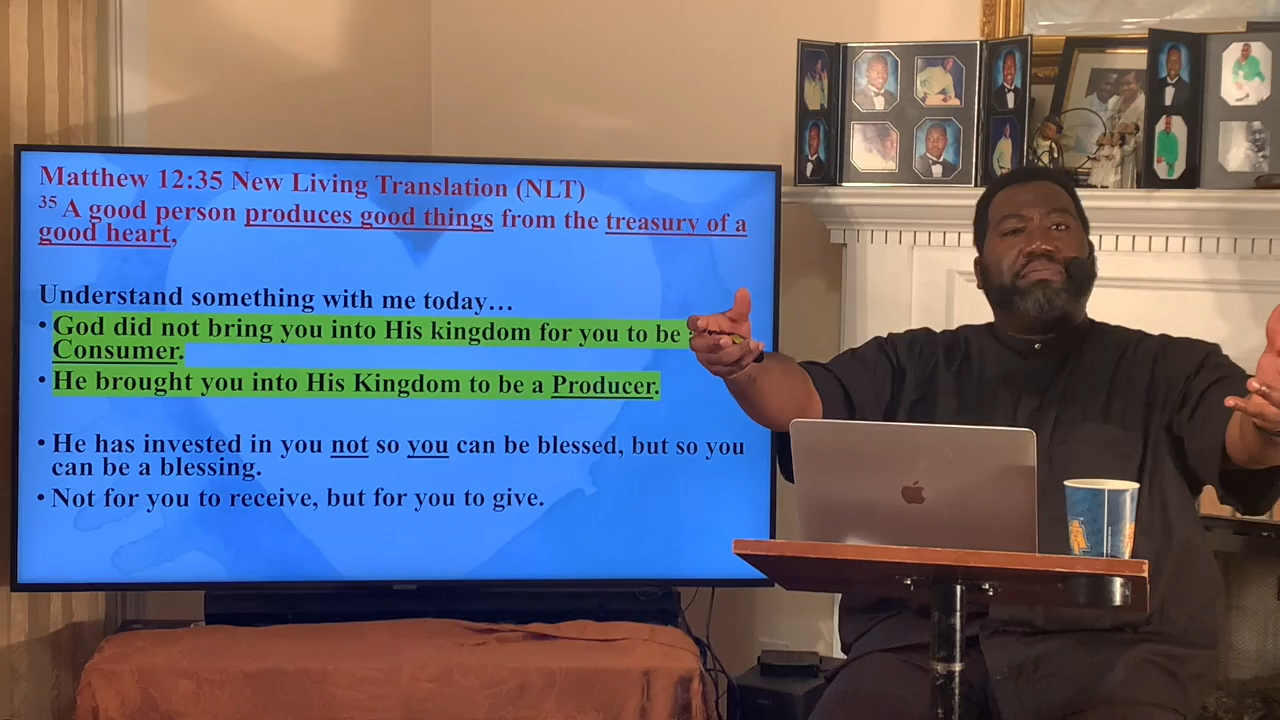 Matthew 12:35 New Living Translation (NLT)
35 A good person produces good things from the treasury of a
good heart,
Understand something with me today…
• God did not bring you into His kingdom for you to be
Consumer.
• He brought you into His Kingdom to be a Producer.
• He has invested in you not so you can be blessed, but so you
can be a blessing.
• Not for you to receive, but for you to give.